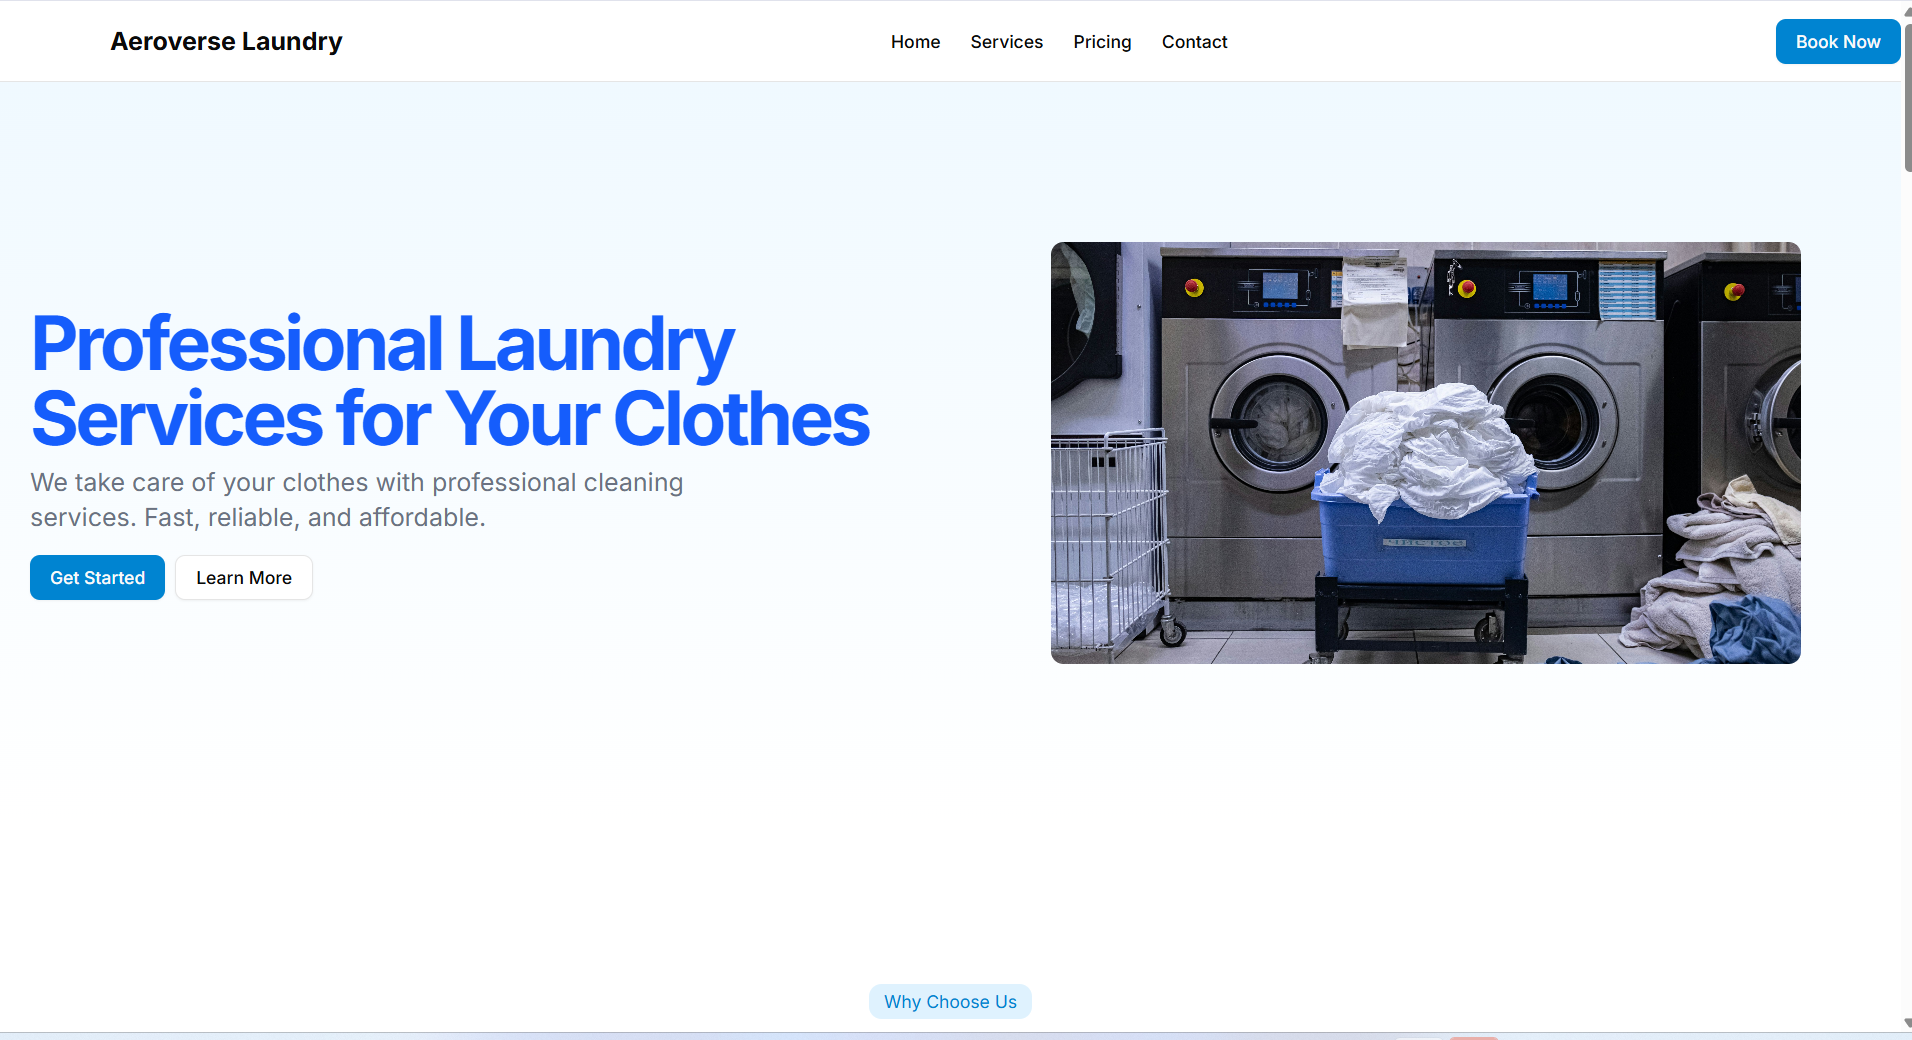 Aeroverse Laundry
Home Services Pricing Contact
Book Now
Professional Laundry
Services for Your Clothes
We take care of your clothes with professional cleaning
services. Fast, reliable, and affordable.
Get Started Learn More
ЧИСТОЕ
Why Choose Us